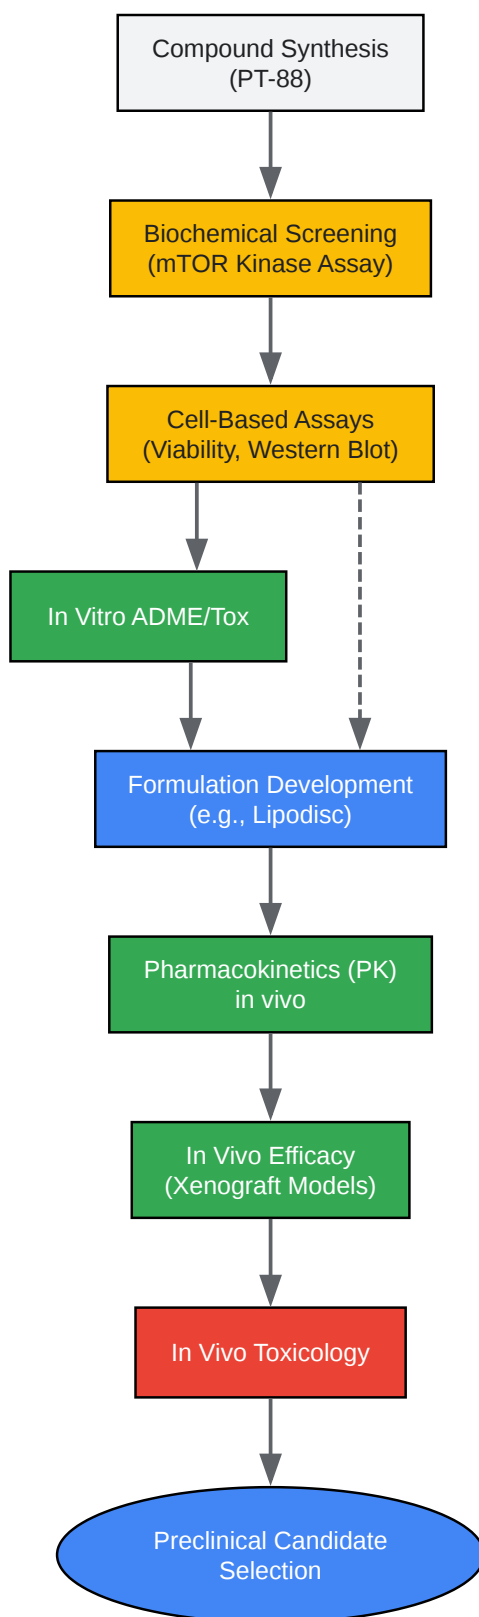 Compound Synthesis
(PT-88)
Biochemical Screening
(mTOR Kinase Assay)
Cell-Based Assays
(Viability, Western Blot)
In Vitro ADME/Tox
Formulation Development
(e.g., Lipodisc)
Pharmacokinetics (PK)
in vivo
In Vivo Efficacy
(Xenograft Models)
In Vivo Toxicology
Preclinical Candidate
Selection